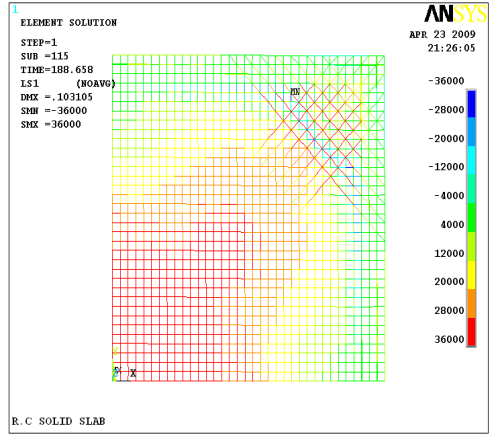 1
ELEMENT SOLUTION
STEP=1
SUB =115
TIME=188.658
LS1 (NOAVG)
DMX =.103105
SMN =-36000
SMX =36000
ANSYS
APR 23 2009
21:26:05
MN
X
-36000
-28000
-20000
-12000
-4000
4000
12000
20000
28000
36000
R.C SOLID SLAB